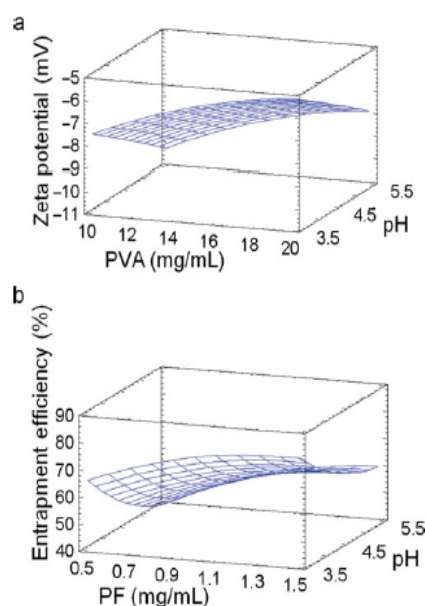 a
Zeta potential (mV)
−5
−6
−7
−8
−9
−10
−11
10 12 14 16 18 20
PVA (mg/mL)
3.5 4.5 5.5
pH
b
Entrapment efficiency (%)
90
80
70
60
50
40
0.5 0.7 0.9 1.1 1.3 1.5
PF (mg/mL)
3.5 4.5 5.5
pH